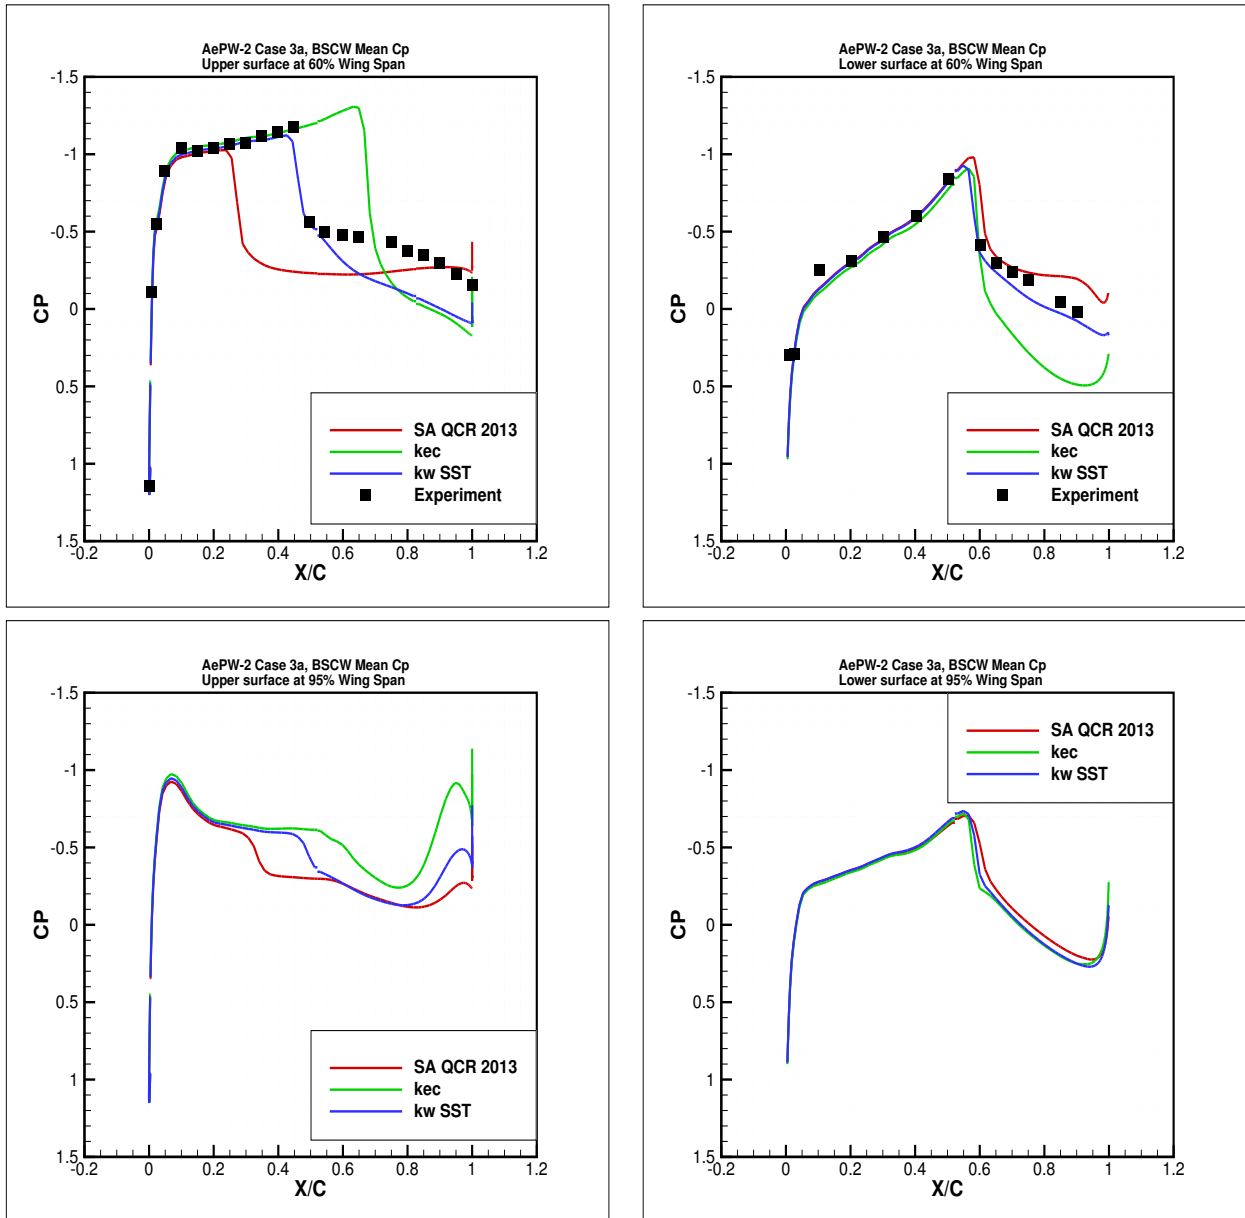 AePW-2 Case 3a, BSCW Mean Cp
Upper surface at 60% Wing Span
-1.5
-1
-0.5
0
0.5
1
1.5
CP
-0.2 0 0.2 0.4 0.6 0.8 1 1.2
X/C
SA QCR 2013
kec
kw SST
Experiment
AePW-2 Case 3a, BSCW Mean Cp
Lower surface at 60% Wing Span
-1.5
-1
-0.5
0
0.5
1
1.5
CP
-0.2 0 0.2 0.4 0.6 0.8 1 1.2
X/C
SA QCR 2013
kec
kw SST
Experiment
AePW-2 Case 3a, BSCW Mean Cp
Upper surface at 95% Wing Span
-1.5
-1
-0.5
0
0.5
1
1.5
CP
-0.2 0 0.2 0.4 0.6 0.8 1 1.2
X/C
SA QCR 2013
kec
kw SST
AePW-2 Case 3a, BSCW Mean Cp
Lower surface at 95% Wing Span
-1.5
-1
-0.5
0
0.5
1
1.5
CP
-0.2 0 0.2 0.4 0.6 0.8 1 1.2
X/C
SA QCR 2013
kec
kw SST